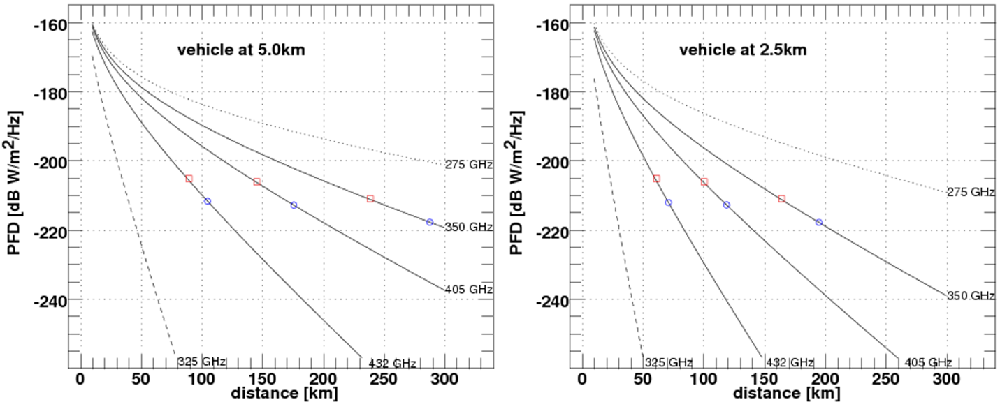 vehicle at 5.0km
PFD [dB W/m²/Hz]
-160
-180
-200
-220
-240
275 GHz
350 GHz
405 GHz
325 GHz
432 GHz
0 50 100 150 200 250 300
distance [km]
vehicle at 2.5km
PFD [dB W/m²/Hz]
-160
-180
-200
-220
-240
275 GHz
350 GHz
325 GHz
432 GHz
405 GHz
0 50 100 150 200 250 300
distance [km]